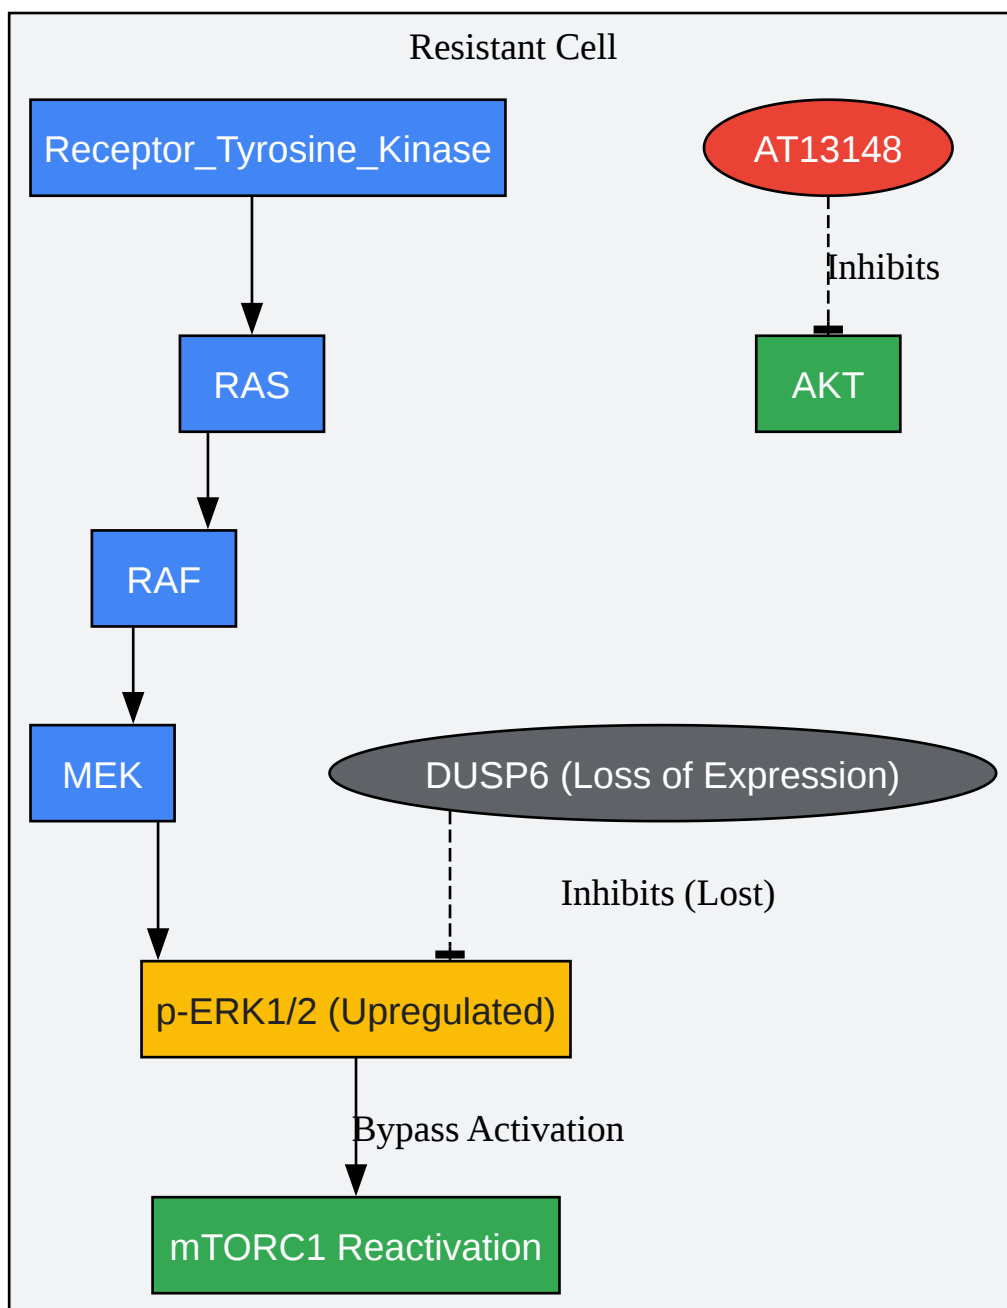 Resistant Cell
Receptor_Tyrosine_Kinase
AT13148
Inhibits
RAS
AKT
RAF
MEK
DUSP6 (Loss of Expression)
Inhibits (Lost)
p-ERK1/2 (Upregulated)
Bypass Activation
mTORC1 Reactivation